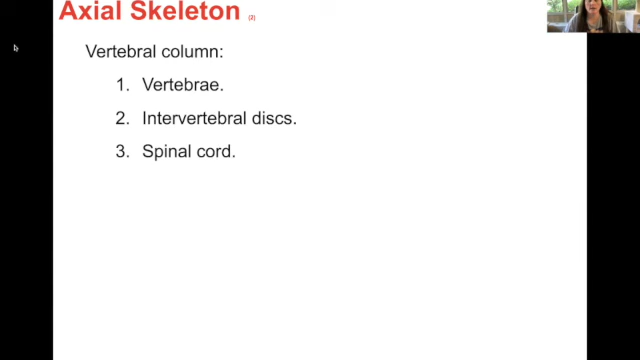 Axial Skeleton (2)
Vertebral column:
1. Vertebrae.
2. Intervertebral discs.
3. Spinal cord.